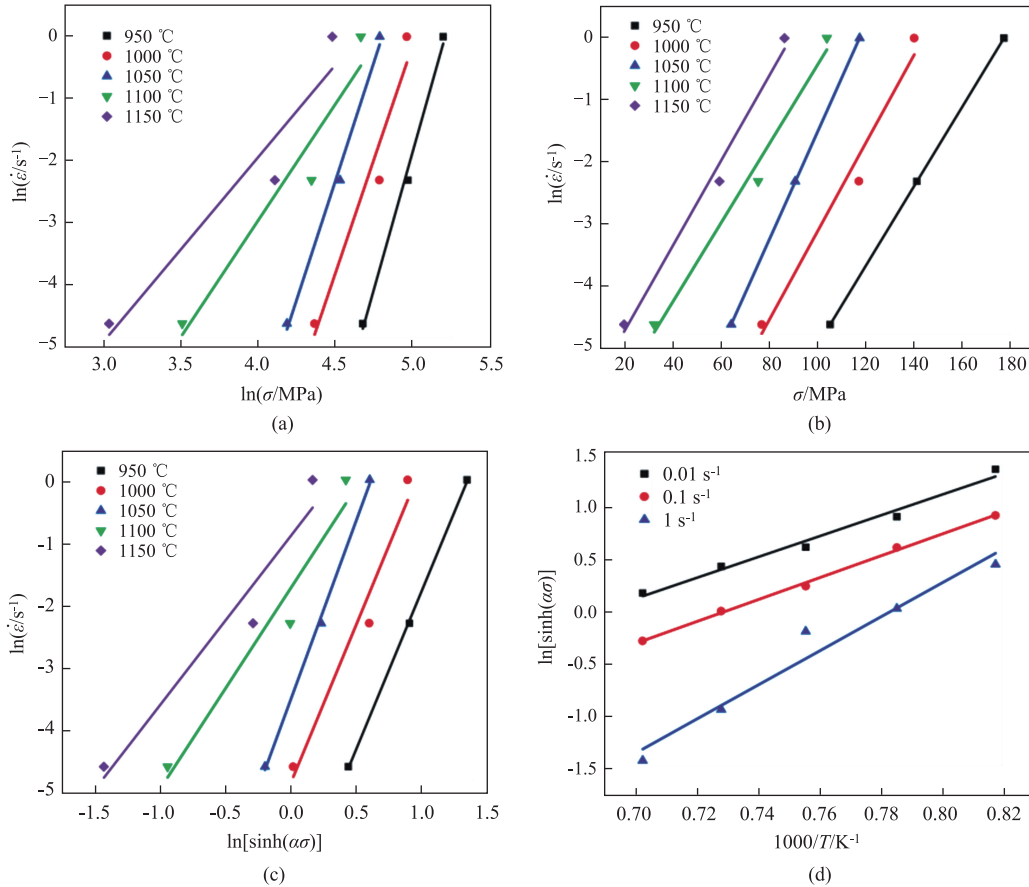 950 ℃
1000 ℃
1050 ℃
1100 ℃
1150 ℃
0
-1
-2
-3
-4
-5
ln(ε̇/s⁻¹)
3.0 3.5 4.0 4.5 5.0 5.5
ln(σ/MPa)
(a)
950 ℃
1000 ℃
1050 ℃
1100 ℃
1150 ℃
0
-1
-2
-3
-4
-5
ln(ε̇/s⁻¹)
20 40 60 80 100 120 140 160 180
σ/MPa
(b)
950 ℃
1000 ℃
1050 ℃
1100 ℃
1150 ℃
0
-1
-2
-3
-4
-5
ln(ε̇/s⁻¹)
-1.5 -1.0 -0.5 0.0 0.5 1.0 1.5
ln[sinh(ασ)]
(c)
0.01 s⁻¹
0.1 s⁻¹
1 s⁻¹
1.5
1.0
0.5
0.0
-0.5
-1.0
-1.5
ln[sinh(ασ)]
0.70 0.72 0.74 0.76 0.78 0.80 0.82
1000/T/K⁻¹
(d)